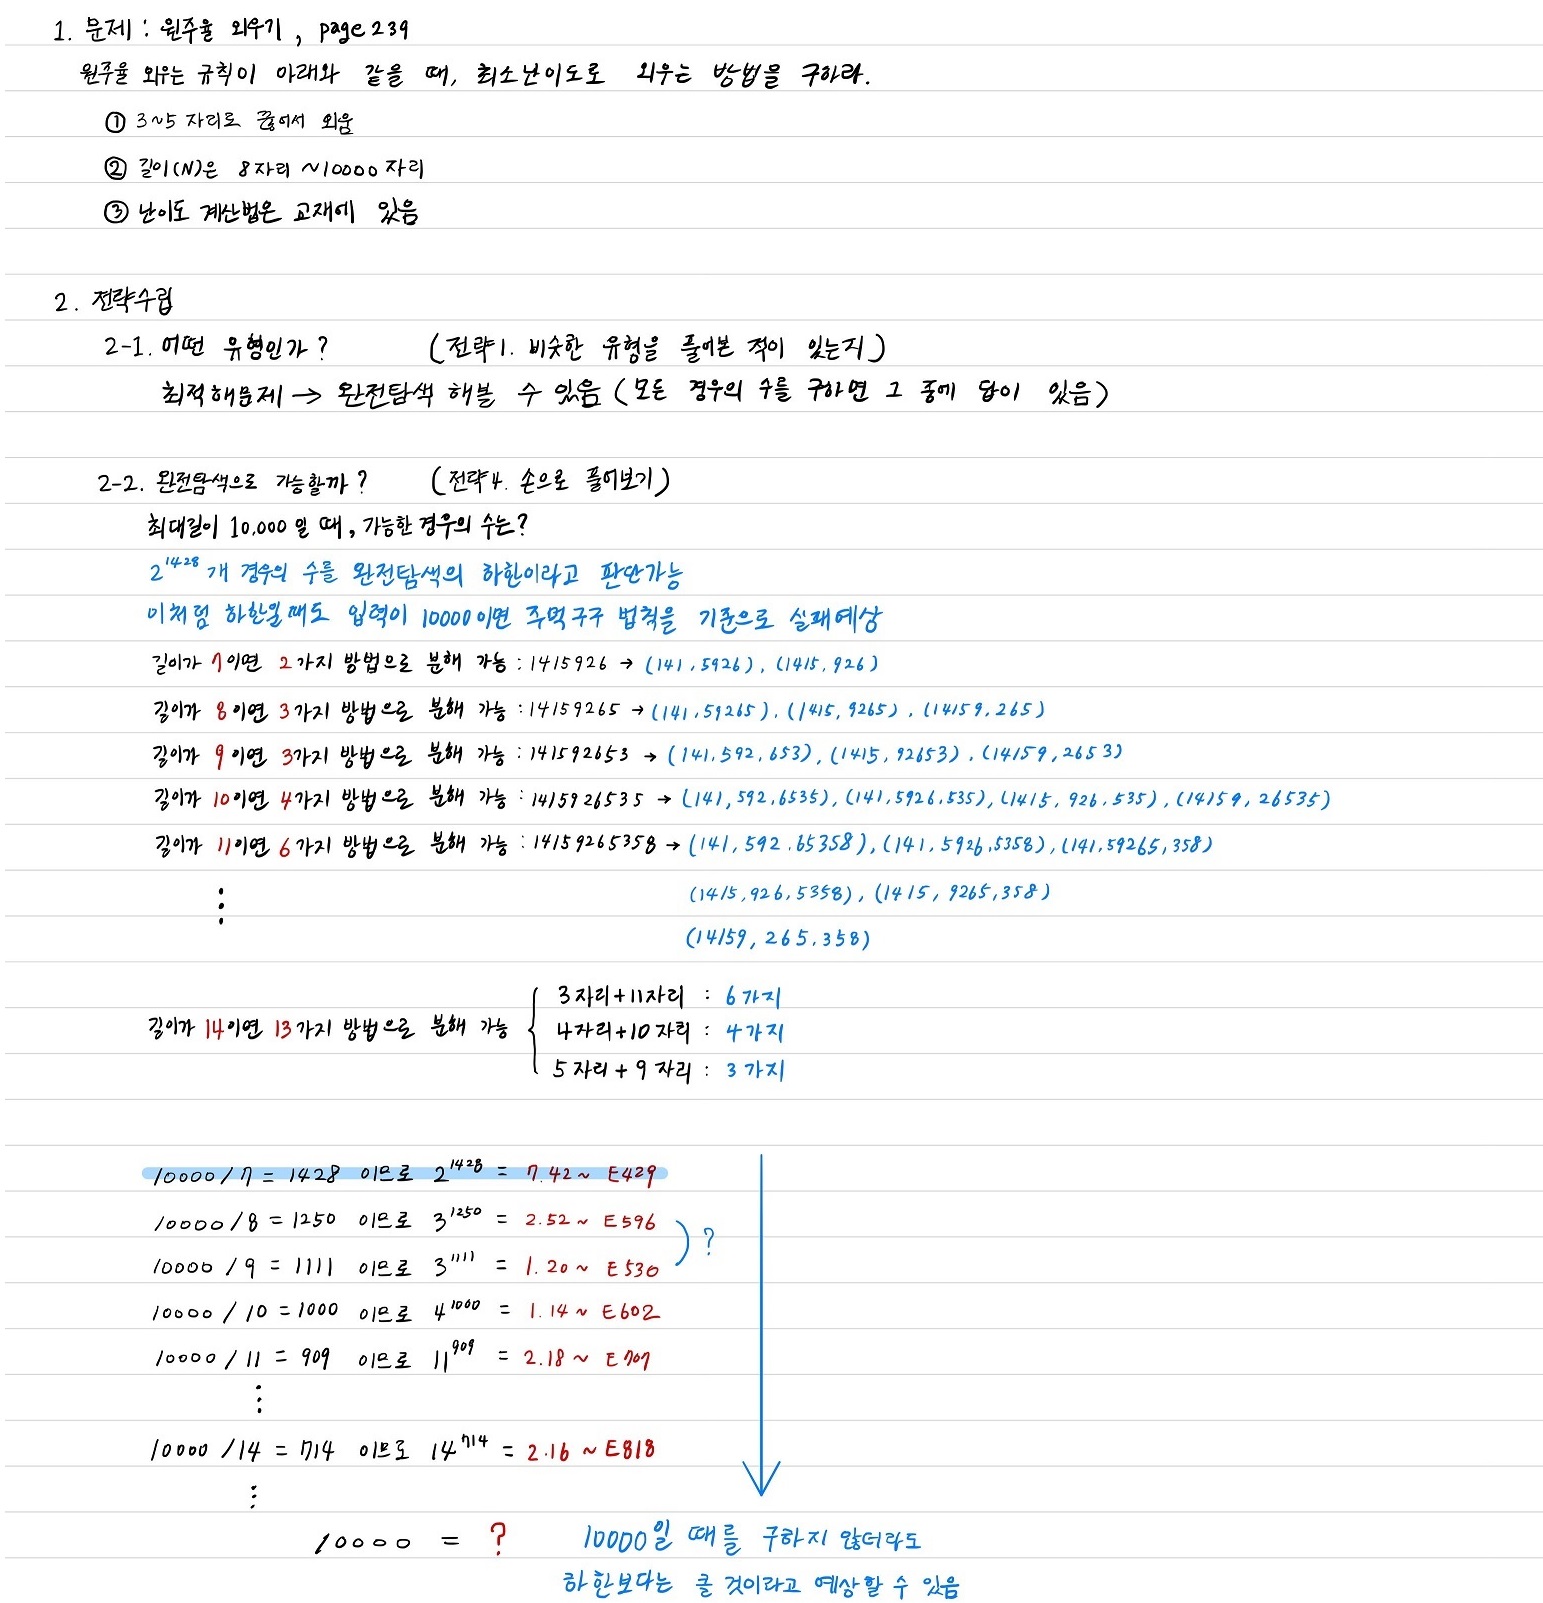 1. 문제 : 원주율 외우기, page 239
원주율 외우는 규칙이 아래와 같을 때, 최소난이도로 외우는 방법을 구하라.
① 3~5 자리로 끊어서 외움
② 길이(N)은 8자리 ~10000 자리
③ 난이도 계산법은 교재에 있음
2. 전략수립
2-1. 어떤 유형인가? (전략1. 비슷한 유형을 풀어본 적이 있는지)
최적해문제 → 완전탐색 해볼 수 있음 (모든 경우의 수를 구하면 그 중에 답이 있음)
2-2. 완전탐색으로 가능할까? (전략4. 손으로 풀어보기)
최대길이 10,000 일 때, 가능한 경우의 수는?
2^1428 개 경우의 수를 완전탐색의 하한이라고 판단가능
이처럼 하한일때도 입력이 10000이면 주먹구구 법칙을 기준으로 실패예상
길이가 7이면 2가지 방법으로 분해 가능 : 1415926 → (141, 5926), (1415, 926)
길이가 8이면 3가지 방법으로 분해 가능 : 14159265 → (141, 59265), (1415, 9265), (14159, 265)
길이가 9이면 3가지 방법으로 분해 가능 : 141592653 → (141, 592, 653), (1415, 92653), (14159, 2653)
길이가 10이면 4가지 방법으로 분해 가능 : 1415926535 → (141, 592, 6535), (141, 5926, 535), (1415, 926, 535), (14159, 26535)
길이가 11이면 6가지 방법으로 분해 가능 : 14159265358 → (141, 592, 65358), (141, 5926, 5358), (141, 59265, 358)
(1415, 926, 5358), (1415, 9265, 358)
(14159, 265, 358)
3자리+11자리 : 6가지
길이가 14이면 13가지 방법으로 분해 가능 4자리+10자리 : 4가지
5자리+9자리 : 3가지
10000/7 = 1428 이므로 2^1428 = 7.42~ E429
10000/8 = 1250 이므로 3^1250 = 2.52~ E596
) ?
10000/9 = 1111 이므로 3^1111 = 1.20~ E530
10000/10 = 1000 이므로 4^1000 = 1.14~ E602
10000/11 = 909 이므로 11^909 = 2.18~ E707
10000/14 = 714 이므로 14^714 = 2.16~ E818
10000 = ? 10000일 때를 구하지 않더라도
하한보다는 클 것이라고 예상할 수 있음